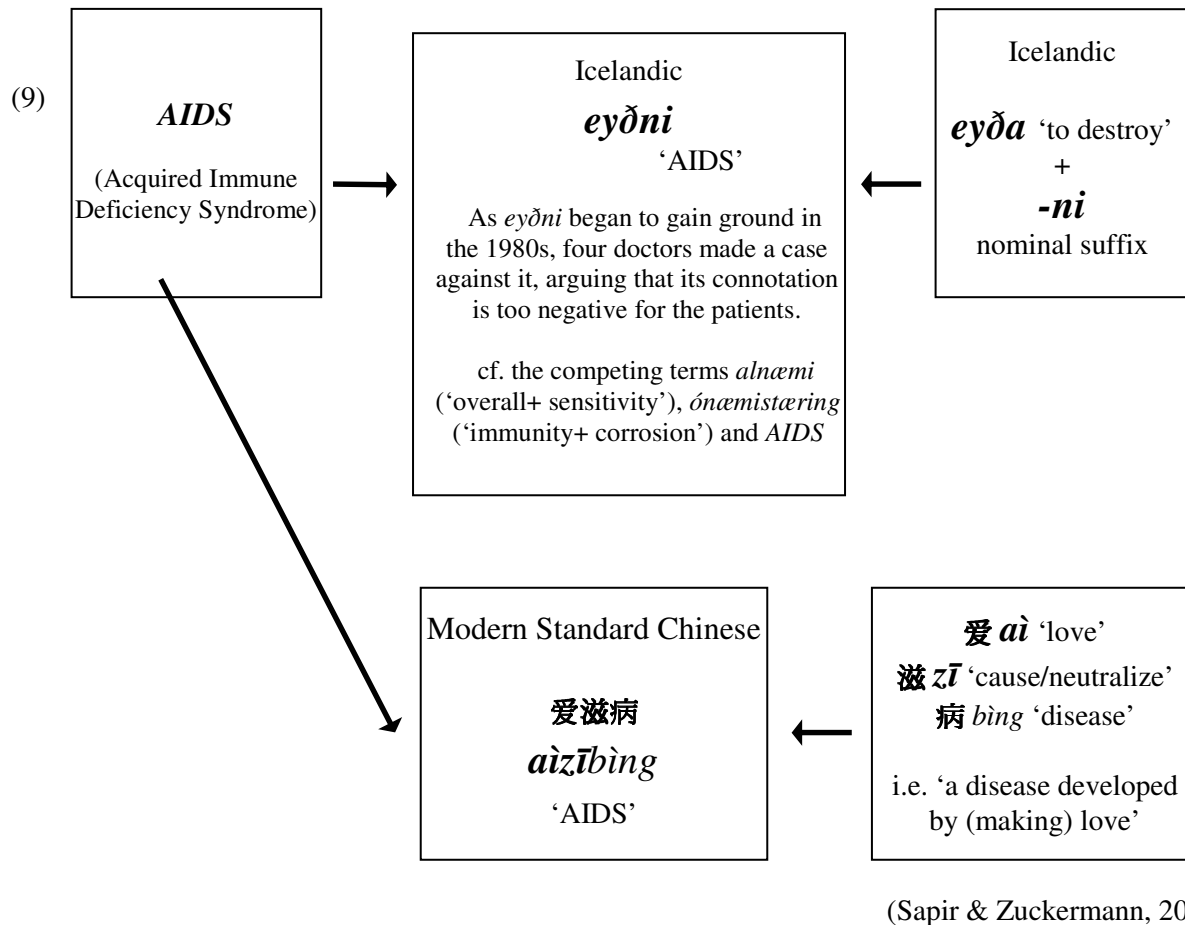 (9)
AIDS
(Acquired Immune
Deficiency Syndrome)
Icelandic
eyðni
‘AIDS’
As eyðni began to gain ground in
the 1980s, four doctors made a case
against it, arguing that its connotation
is too negative for the patients.
cf. the competing terms alnæmi
(‘overall+ sensitivity’), ónæmistæring
(‘immunity+ corrosion’) and AIDS
Icelandic
eyða ‘to destroy’
+
-ni
nominal suffix
Modern Standard Chinese
爱滋病
aìzībìng
‘AIDS’
爱 aì ‘love’
滋 zī ‘cause/neutralize’
病 bìng ‘disease’
i.e. ‘a disease developed
by (making) love’
(Sapir & Zuckermann, 20